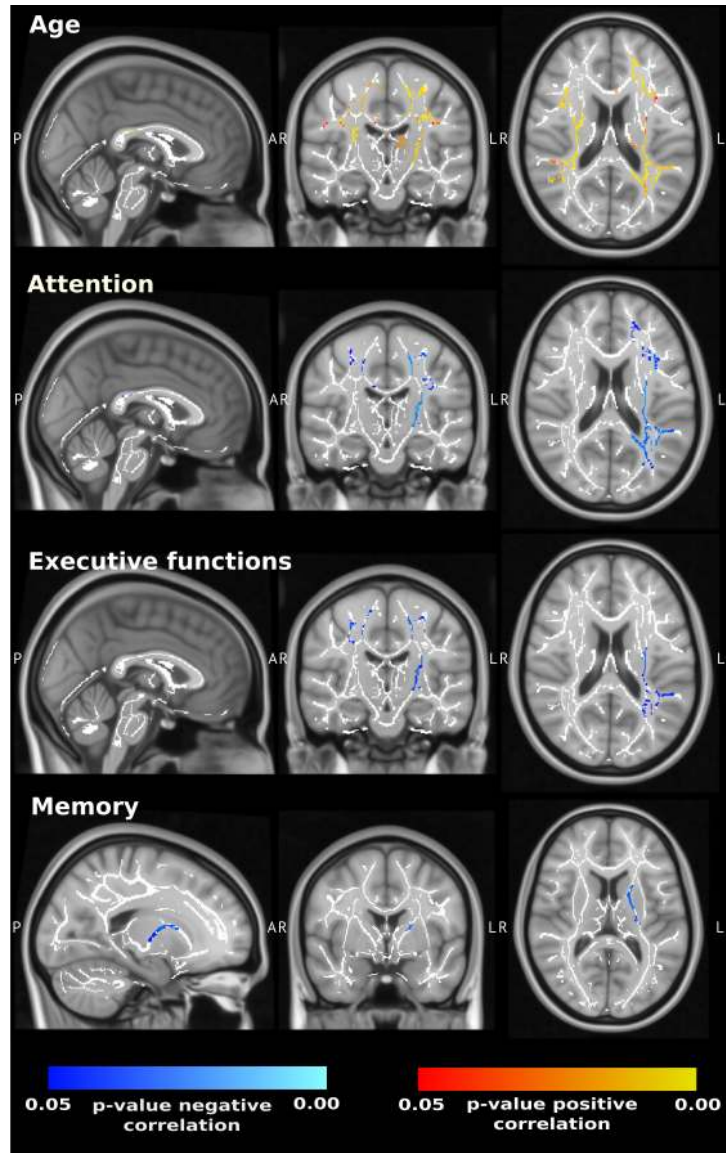 Age
P AR LR L
Attention
P AR LR L
Executive functions
P AR LR L
Memory
P AR LR L
0.05 p-value negative 0.00
correlation
0.05 p-value positive 0.00
correlation